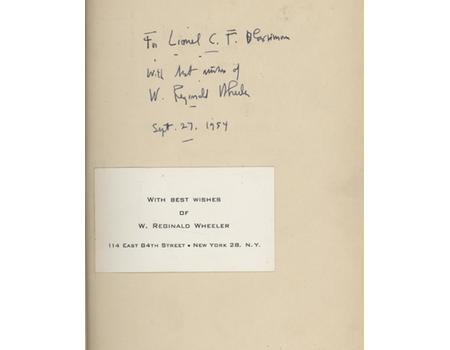 To Lionel C. F.
With best wishes of
W. Reginald Wheeler
Sept. 27, 1954
WITH BEST WISHES
OF
W. REGINALD WHEELER
114 EAST 84TH STREET • NEW YORK 28, N.Y.